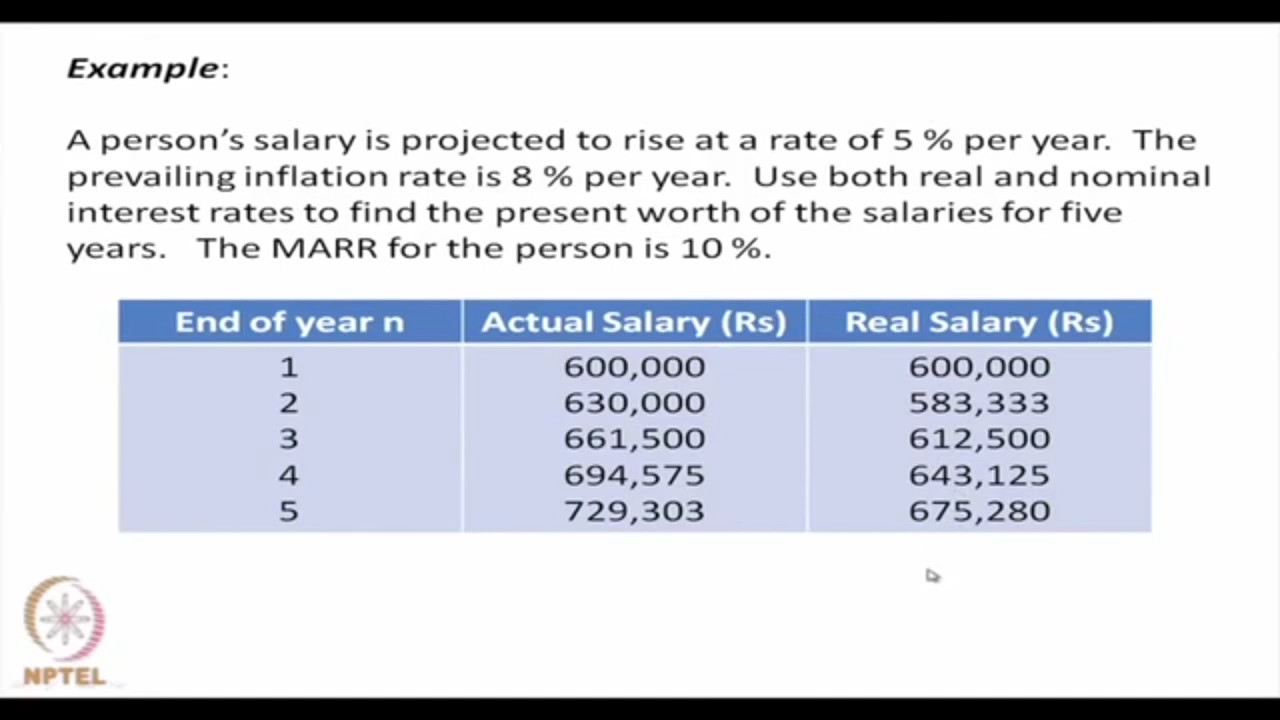 Example:
A person's salary is projected to rise at a rate of 5 % per year. The
prevailing inflation rate is 8 % per year. Use both real and nominal
interest rates to find the present worth of the salaries for five
years. The MARR for the person is 10 %.
End of year n Actual Salary (Rs) Real Salary (Rs)
1 600,000 600,000
2 630,000 583,333
3 661,500 612,500
4 694,575 643,125
5 729,303 675,280
NPTEL